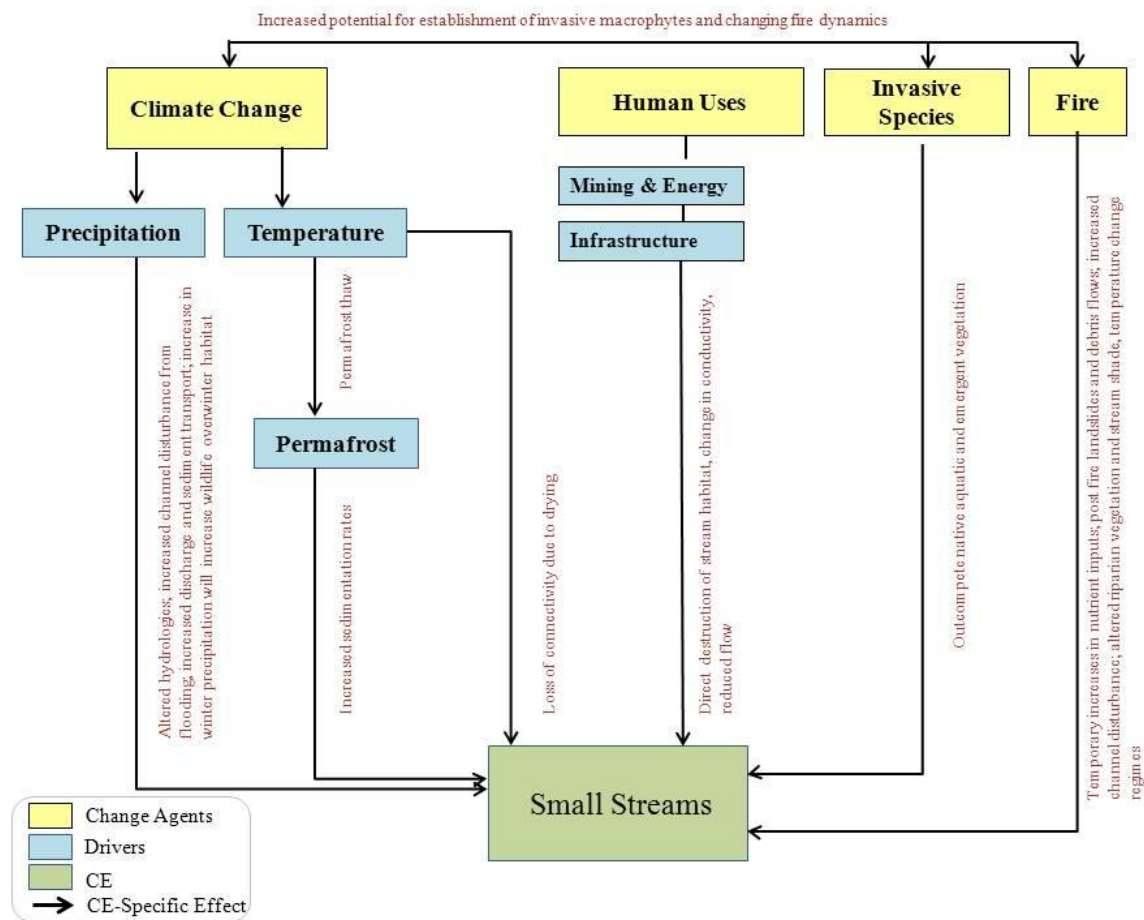 Increased potential for establishment of invasive macrophytes and changing fire dynamics
Climate Change
Human Uses
Invasive
Species
Fire
Mining & Energy
Infrastructure
Precipitation
Temperature
Permafrost
Altered hydrologies; increased channel disturbance from
flooding; increased discharge and sediment transport; increase in
winter precipitation will increase wildlife overwinter habitat
Permafrost thaw
Increased sedimentation rates
Loss of connectivity due to drying
Direct destruction of stream habitat, change in conductivity,
reduced flow
Outcompete native aquatic and emergent vegetation
Temporary increases in nutrient inputs; post fire landslides and debris flows; increased
channel disturbance; altered riparian vegetation and stream shade, temperature change
regimes
Small Streams
Change Agents
Drivers
CE
CE-Specific Effect